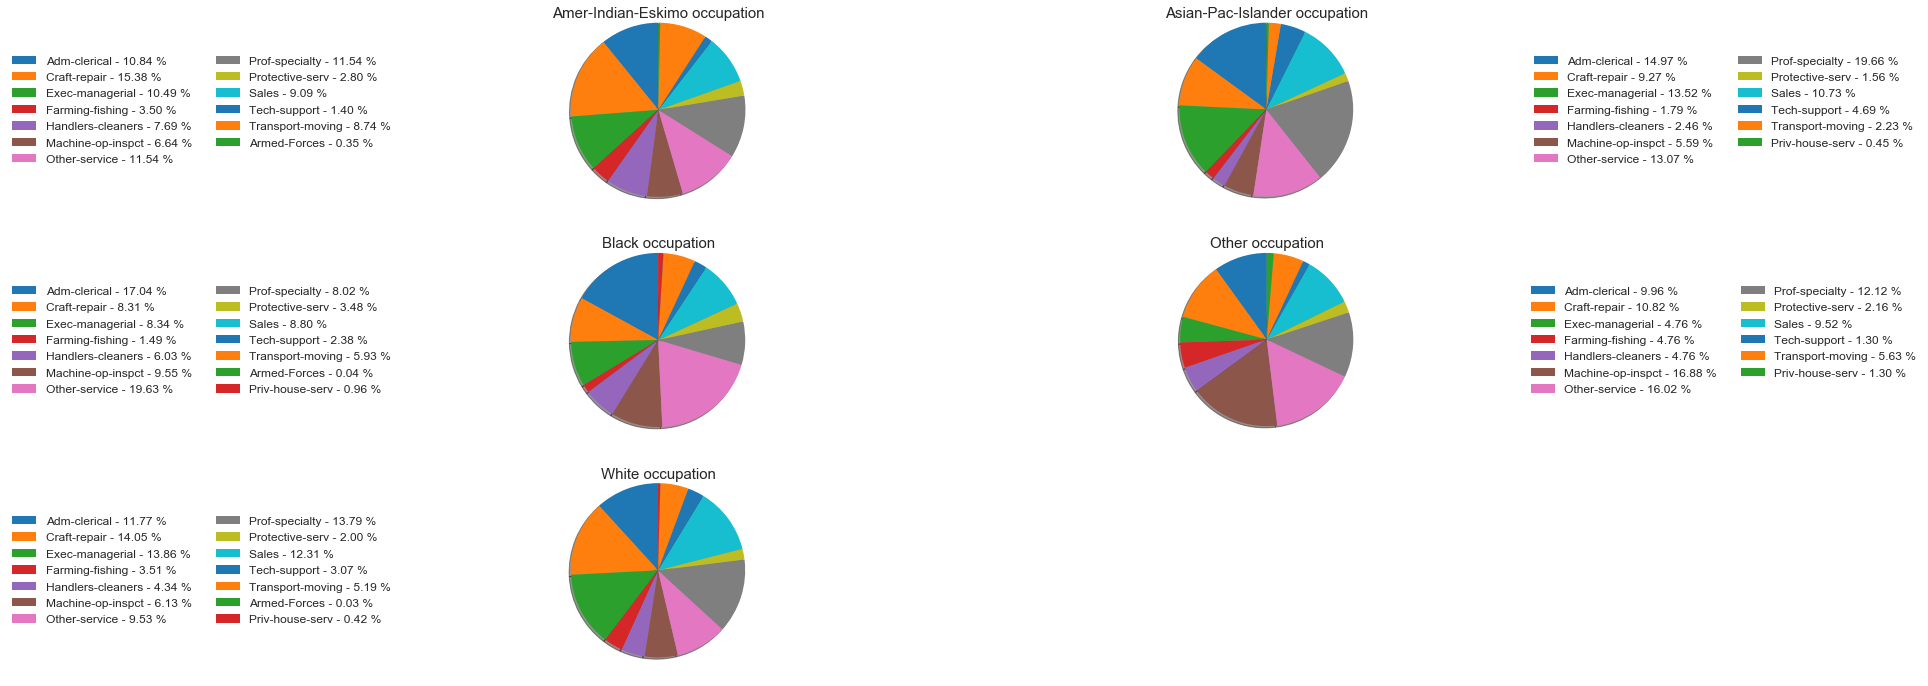 Amer-Indian-Eskimo occupation
Adm-clerical - 10.84 %
Craft-repair - 15.38 %
Exec-managerial - 10.49 %
Farming-fishing - 3.50 %
Handlers-cleaners - 7.69 %
Machine-op-inspct - 6.64 %
Other-service - 11.54 %
Prof-specialty - 11.54 %
Protective-serv - 2.80 %
Sales - 9.09 %
Tech-support - 1.40 %
Transport-moving - 8.74 %
Armed-Forces - 0.35 %
Asian-Pac-Islander occupation
Adm-clerical - 14.97 %
Craft-repair - 9.27 %
Exec-managerial - 13.52 %
Farming-fishing - 1.79 %
Handlers-cleaners - 2.46 %
Machine-op-inspct - 5.59 %
Other-service - 13.07 %
Prof-specialty - 19.66 %
Protective-serv - 1.56 %
Sales - 10.73 %
Tech-support - 4.69 %
Transport-moving - 2.23 %
Priv-house-serv - 0.45 %
Black occupation
Adm-clerical - 17.04 %
Craft-repair - 8.31 %
Exec-managerial - 8.34 %
Farming-fishing - 1.49 %
Handlers-cleaners - 6.03 %
Machine-op-inspct - 9.55 %
Other-service - 19.63 %
Prof-specialty - 8.02 %
Protective-serv - 3.48 %
Sales - 8.80 %
Tech-support - 2.38 %
Transport-moving - 5.93 %
Armed-Forces - 0.04 %
Priv-house-serv - 0.96 %
Other occupation
Adm-clerical - 9.96 %
Craft-repair - 10.82 %
Exec-managerial - 4.76 %
Farming-fishing - 4.76 %
Handlers-cleaners - 4.76 %
Machine-op-inspct - 16.88 %
Other-service - 16.02 %
Prof-specialty - 12.12 %
Protective-serv - 2.16 %
Sales - 9.52 %
Tech-support - 1.30 %
Transport-moving - 5.63 %
Priv-house-serv - 1.30 %
White occupation
Adm-clerical - 11.77 %
Craft-repair - 14.05 %
Exec-managerial - 13.86 %
Farming-fishing - 3.51 %
Handlers-cleaners - 4.34 %
Machine-op-inspct - 6.13 %
Other-service - 9.53 %
Prof-specialty - 13.79 %
Protective-serv - 2.00 %
Sales - 12.31 %
Tech-support - 3.07 %
Transport-moving - 5.19 %
Armed-Forces - 0.03 %
Priv-house-serv - 0.42 %